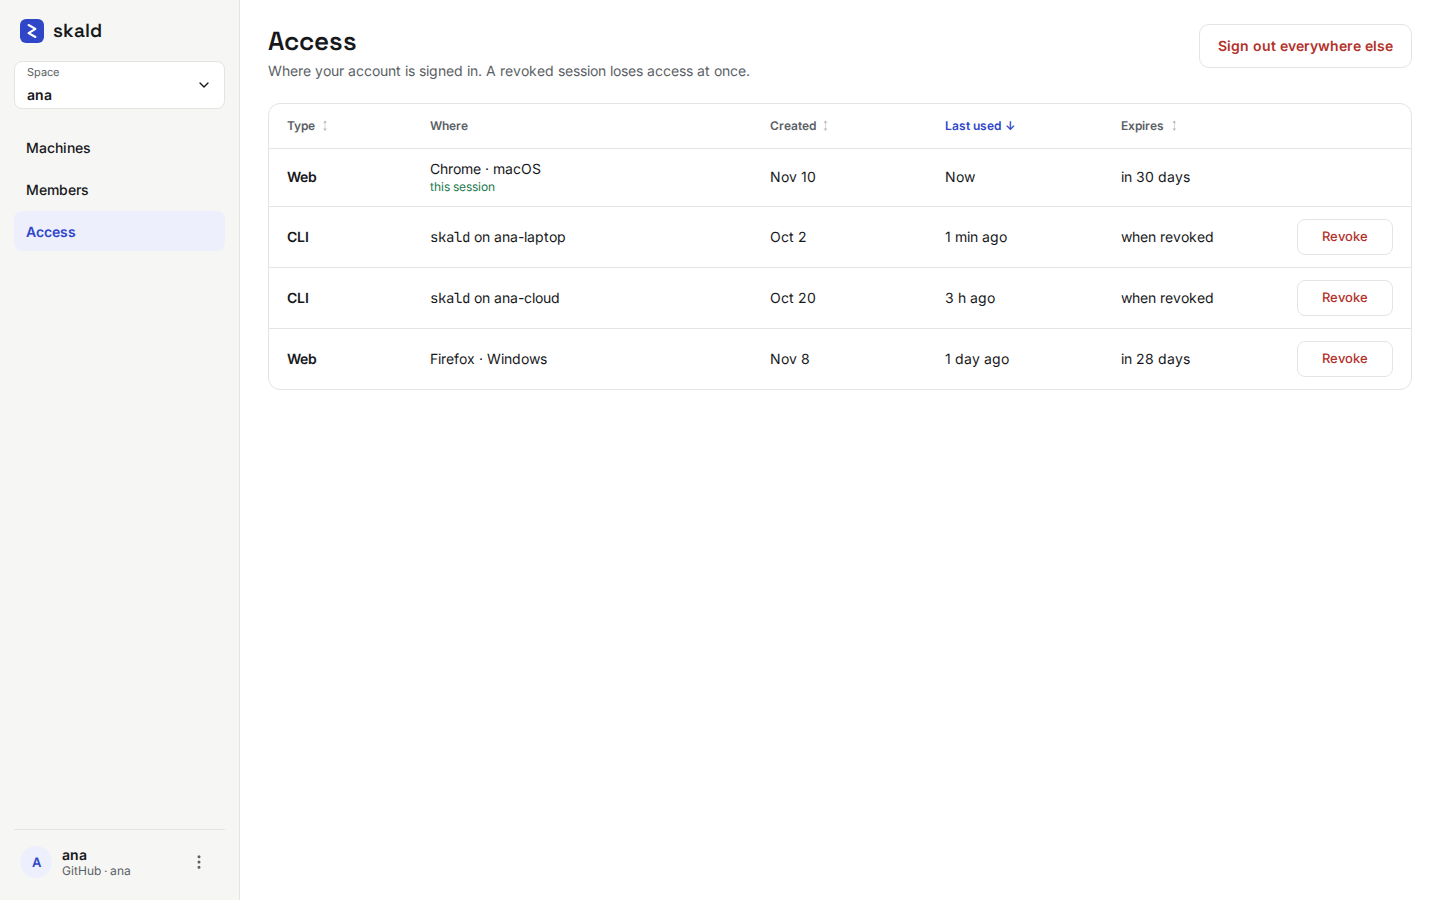 skald
Space
ana
Machines
Members
Access
A
ana
GitHub · ana
Access
Where your account is signed in. A revoked session loses access at once.
Sign out everywhere else
Type Where Created Last used Expires
Web Chrome · macOS Nov 10 Now in 30 days
this session
CLI skald on ana-laptop Oct 2 1 min ago when revoked Revoke
CLI skald on ana-cloud Oct 20 3 h ago when revoked Revoke
Web Firefox · Windows Nov 8 1 day ago in 28 days Revoke